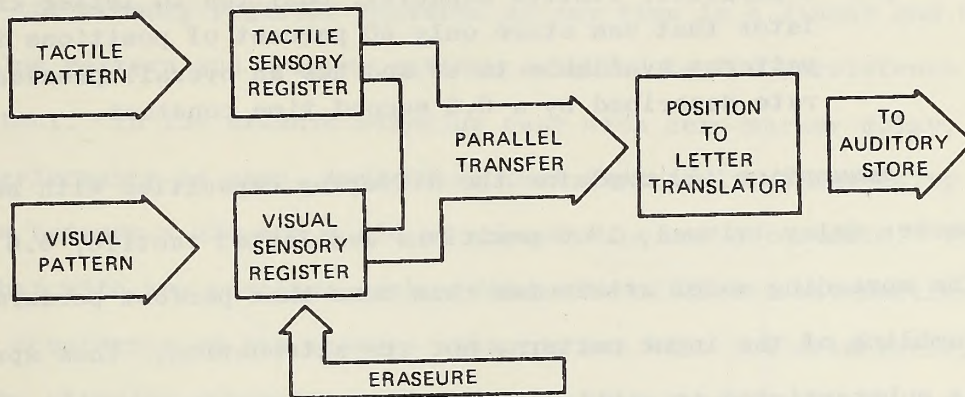 TACTILE
PATTERN
TACTILE
SENSORY
REGISTER
PARALLEL
TRANSFER
POSITION
TO
LETTER
TRANSLATOR
TO
AUDITORY
STORE
VISUAL
PATTERN
VISUAL
SENSORY
REGISTER
ERASEURE